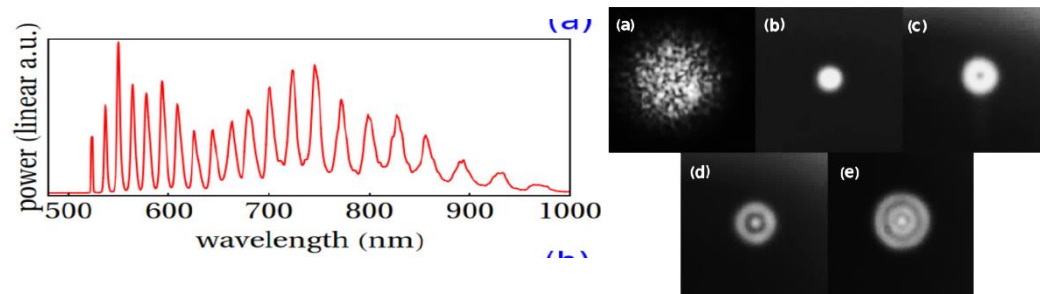 (a)
power (linear a.u.)
500 600 700 800 900 1000
wavelength (nm)
(a) (b) (c)
(d) (e)